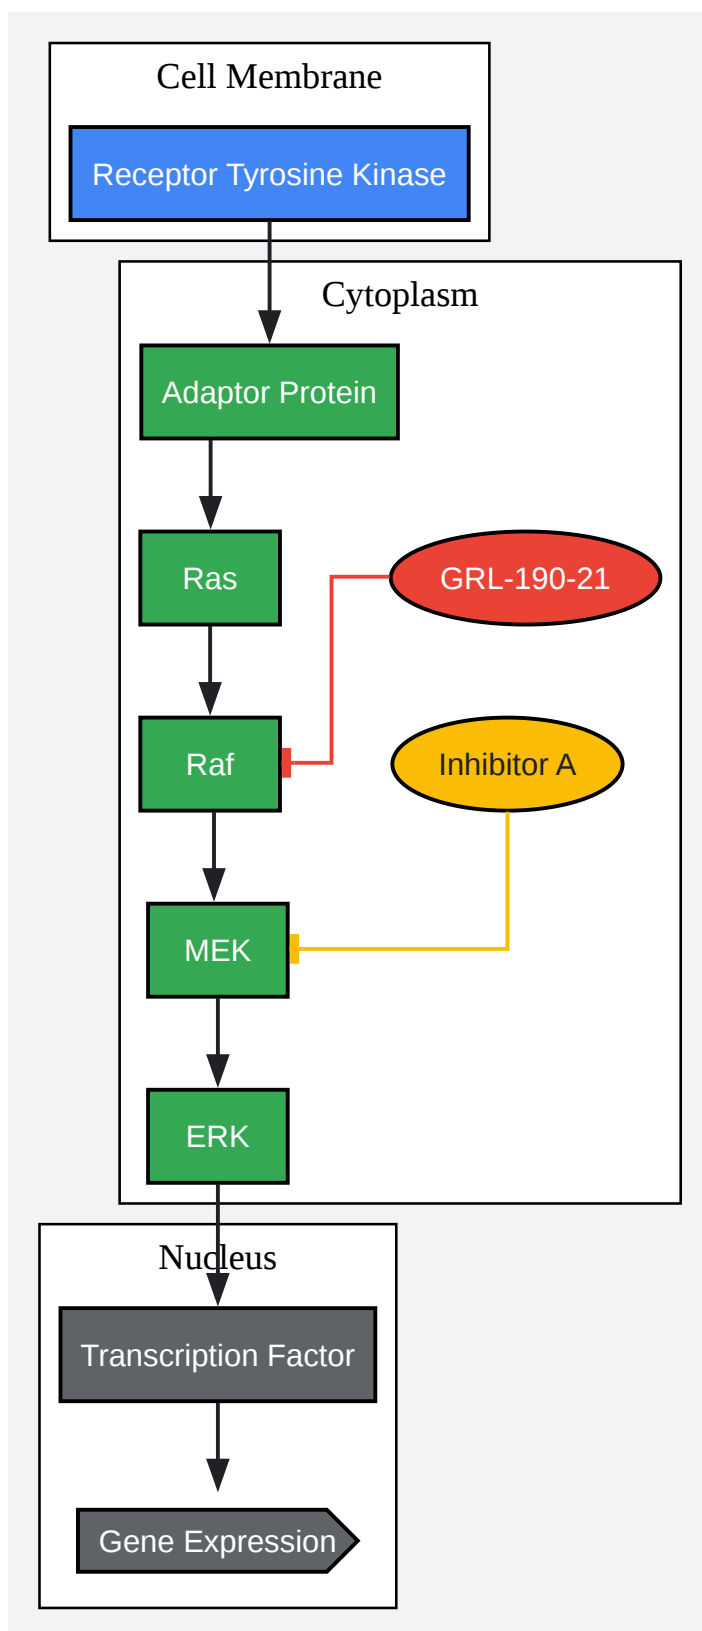 Cell Membrane
Receptor Tyrosine Kinase
Cytoplasm
Adaptor Protein
Ras
GRL-190-21
Raf
Inhibitor A
MEK
ERK
Nucleus
Transcription Factor
Gene Expression